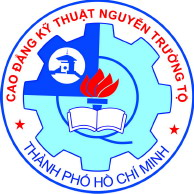 CAO ĐẲNG KỸ THUẬT NGUYỄN TRƯỜNG TỘ
THÀNH PHỐ HỒ CHÍ MINH